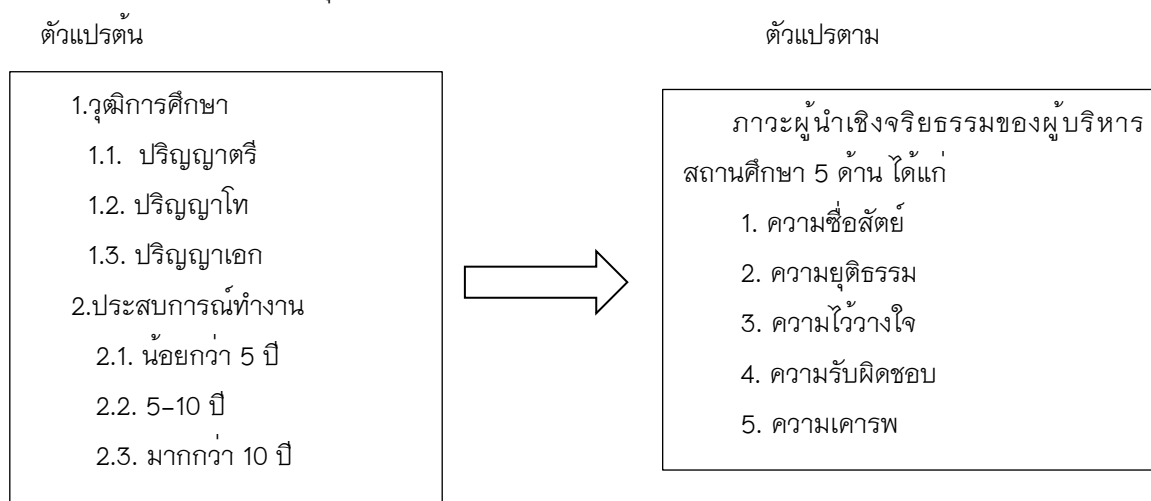 ตัวแปรต้น
ตัวแปรตาม
1.วุฒิการศึกษา
1.1. ปริญญาตรี
1.2. ปริญญาโท
1.3. ปริญญาเอก
2.ประสบการณ์ทำงาน
2.1. น้อยกว่า 5 ปี
2.2. 5-10 ปี
2.3. มากกว่า 10 ปี
ภาวะผู้นำเชิงจริยธรรมของผู้บริหาร
สถานศึกษา 5 ด้าน ได้แก่
1. ความซื่อสัตย์
2. ความยุติธรรม
3. ความไว้วางใจ
4. ความรับผิดชอบ
5. ความเคารพ